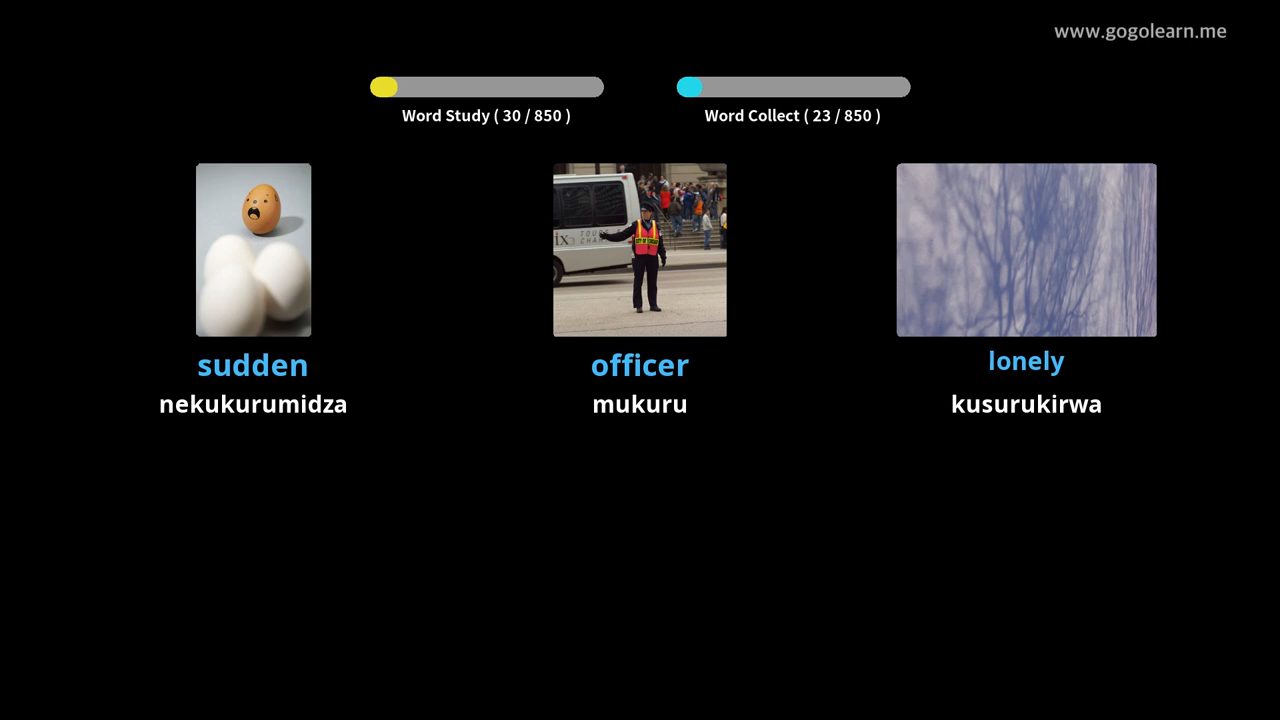 www.gogolearn.me
Word Study ( 30 / 850 )
Word Collect ( 23 / 850 )
sudden
officer
lonely
nekukurumidza
mukuru
kusurukirwa